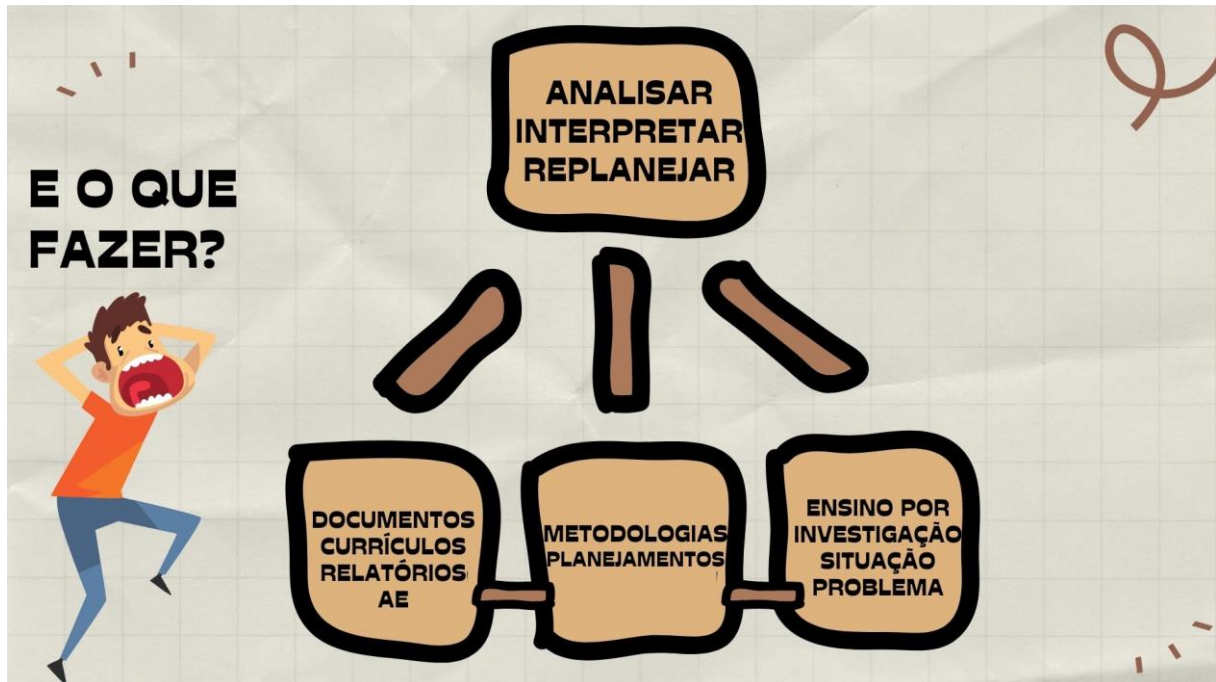 E O QUE
FAZER?
ANALISAR
INTERPRETAR
REPLANEJAR
DOCUMENTOS
CURRÍCULOS
RELATÓRIOS
AE
METODOLOGIAS
PLANEJAMENTOS
ENSINO POR
INVESTIGAÇÃO
SITUAÇÃO
PROBLEMA